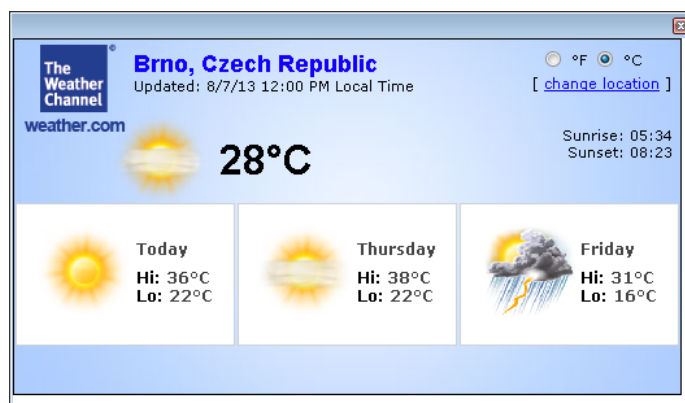 The
Weather
Channel
weather.com
Brno, Czech Republic
Updated: 8/7/13 12:00 PM Local Time
°F °C
[ change location ]
28°C
Sunrise: 05:34
Sunset: 08:23
Today
Hi: 36°C
Lo: 22°C
Thursday
Hi: 38°C
Lo: 22°C
Friday
Hi: 31°C
Lo: 16°C